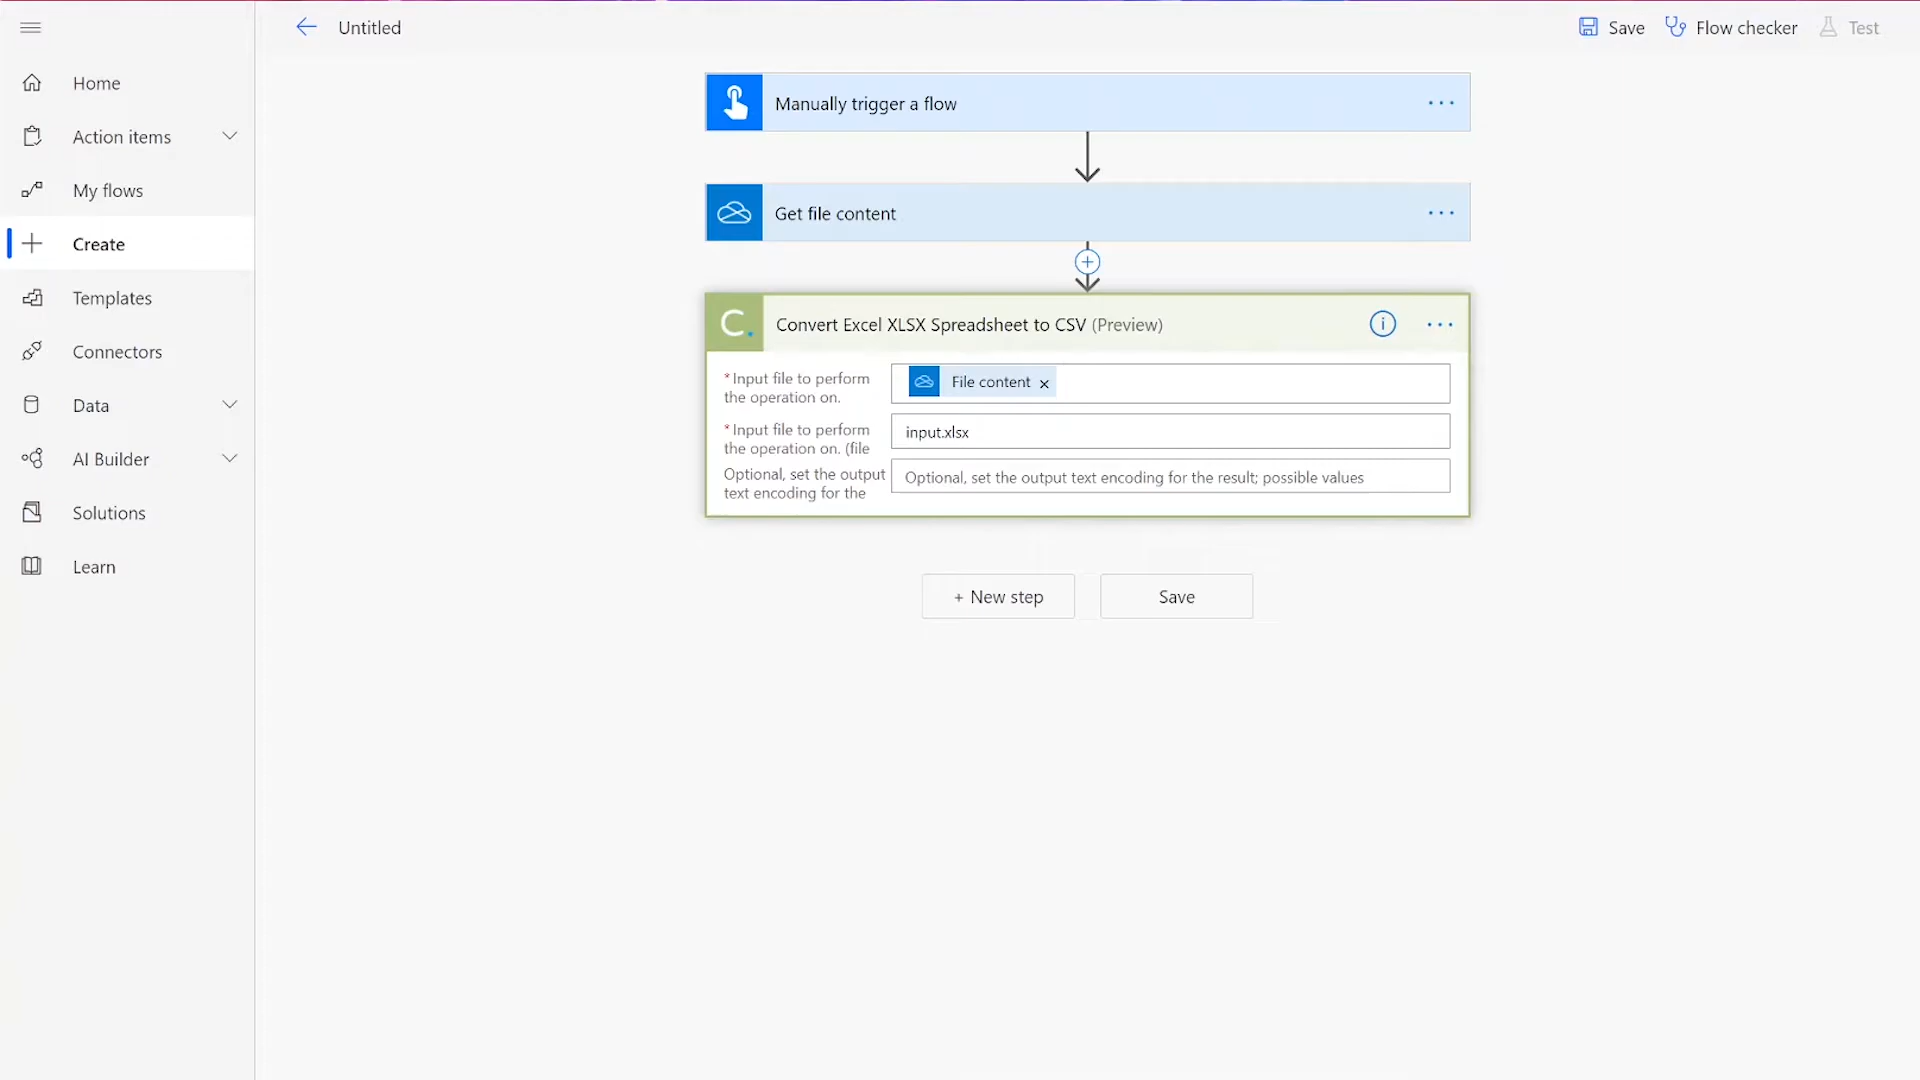 Untitled
Save
Flow checker
Test
Home
Action items
My flows
Create
Templates
Connectors
Data
AI Builder
Solutions
Learn
Manually trigger a flow
Get file content
C.
Convert Excel XLSX Spreadsheet to CSV (Preview)
* Input file to perform
the operation on.
File content ×
* Input file to perform
the operation on. (file
input.xlsx
Optional, set the output
text encoding for the
Optional, set the output text encoding for the result; possible values
+ New step
Save